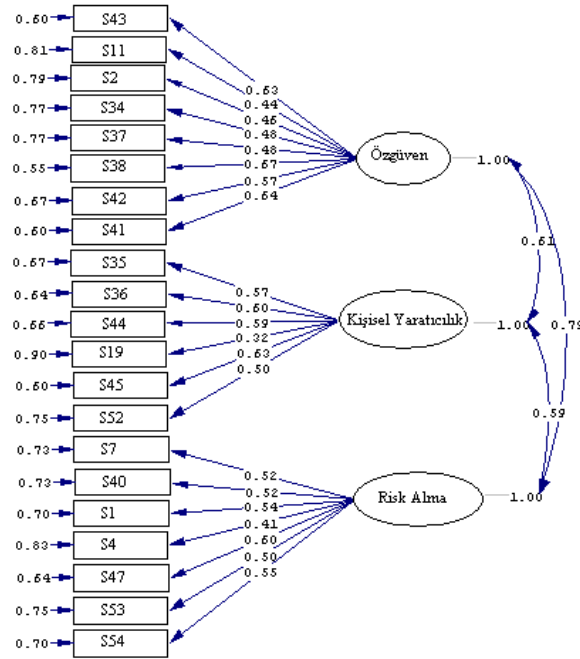 0.60 S43
0.81 S11
0.79 S2
0.77 S34
0.77 S37
0.55 S38
0.67 S42
0.60 S41
0.67 S35
0.64 S36
0.66 S44
0.90 S19
0.60 S45
0.75 S52
0.73 S7
0.73 S40
0.70 S1
0.83 S4
0.64 S47
0.75 S53
0.70 S54
0.63
0.44
0.46
0.48
0.48
0.67
0.57
0.64
0.57
0.60
0.59
0.32
0.63
0.50
0.52
0.52
0.54
0.41
0.60
0.50
0.55
Özgüven 1.00
Kişisel Yaratıcılık 1.00
Risk Alma 1.00
0.61
0.79
0.59